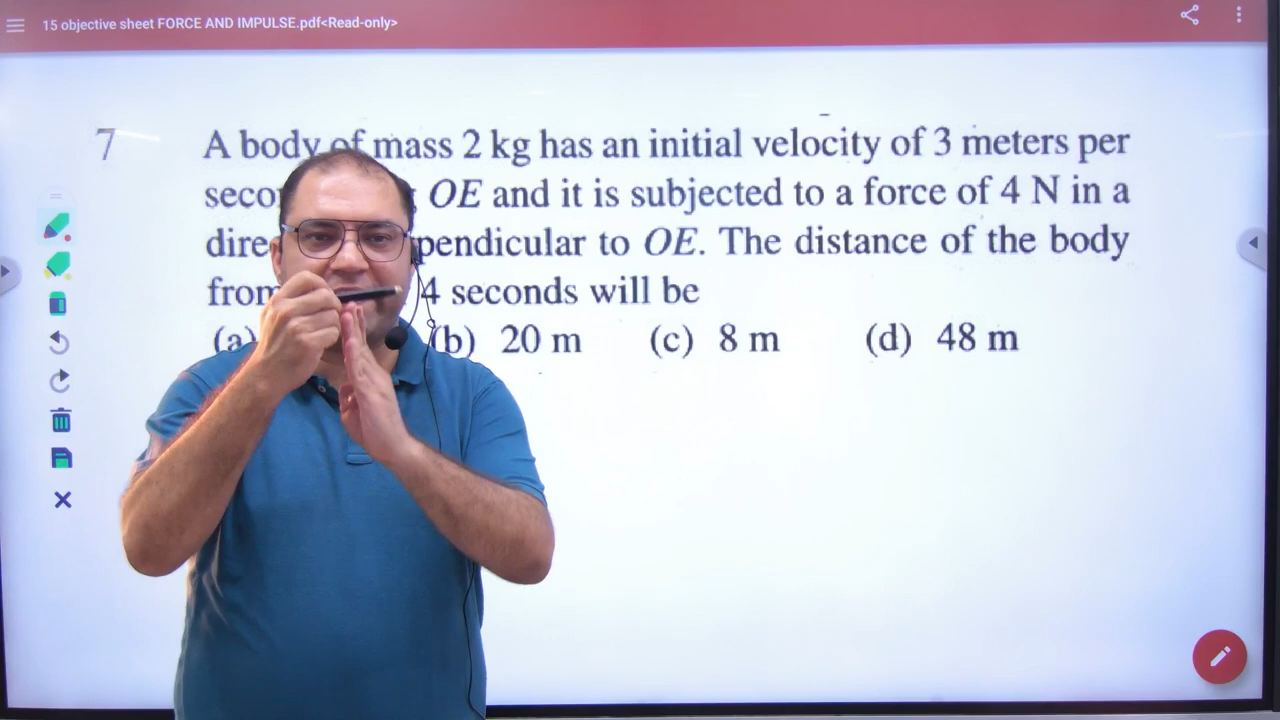 15 objective sheet FORCE AND IMPULSE.pdf<Read-only>
7 A body of mass 2 kg has an initial velocity of 3 meters per
OE and it is subjected to a force of 4 N in a
to OE. The distance of the body
4 seconds will be
(a) (b) 20 m (c) 8 m (d) 48 m